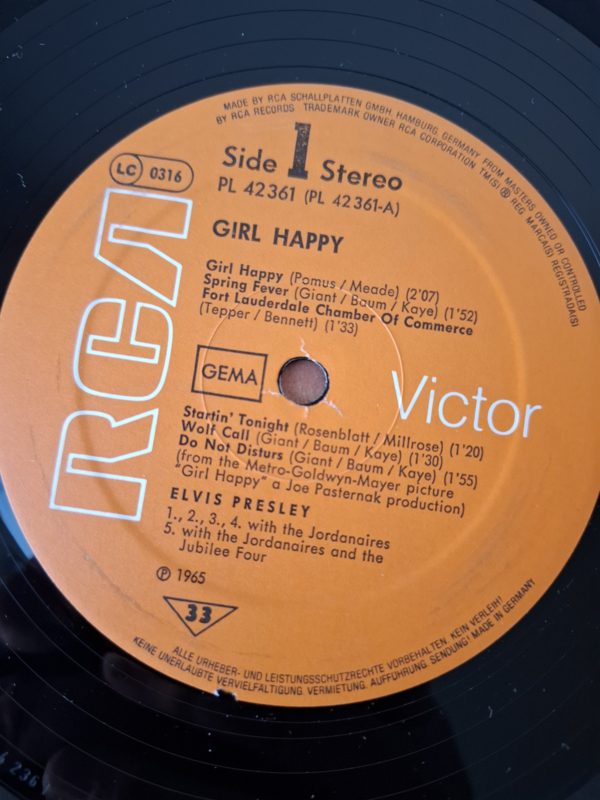 MADE BY RCA SCHALLPLATTEN GMBH, HAMBURG, GERMANY FROM MASTERS OWNED OR CONTROLLED
BY RCA RECORDS TRADEMARK OWNER RCA CORPORATION TM(S) ® REG MARCA(S) REGISTRADA(S)
Side 1 Stereo
LC 0316
PL 42361 (PL 42361-A)
RCA
GIRL HAPPY
Girl Happy (Pomus / Meade) (2'07)
Spring Fever (Giant / Baum / Kaye) (1'52)
Fort Lauderdale Chamber Of Commerce
(Tepper / Bennett) (1'33)
GEMA
Victor
Startin' Tonight (Rosenblatt / Millrose) (1'20)
Wolf Call (Giant / Baum / Kaye) (1'30)
Do Not Disturs (Giant / Baum / Kaye) (1'55)
(from the Metro-Goldwyn-Mayer picture
"Girl Happy" a Joe Pasternak production)
ELVIS PRESLEY
1., 2., 3., 4. with the Jordanaires
5. with the Jordanaires and the
Jubilee Four
℗ 1965
33
ALLE URHEBER- UND LEISTUNGSSCHUTZRECHTE VORBEHALTEN. KEIN VERLEIH!
KEINE UNERLAUBTE VERVIELFALTIGUNG, VERMIETUNG, AUFFÜHRUNG, SENDUNG! MADE IN GERMANY